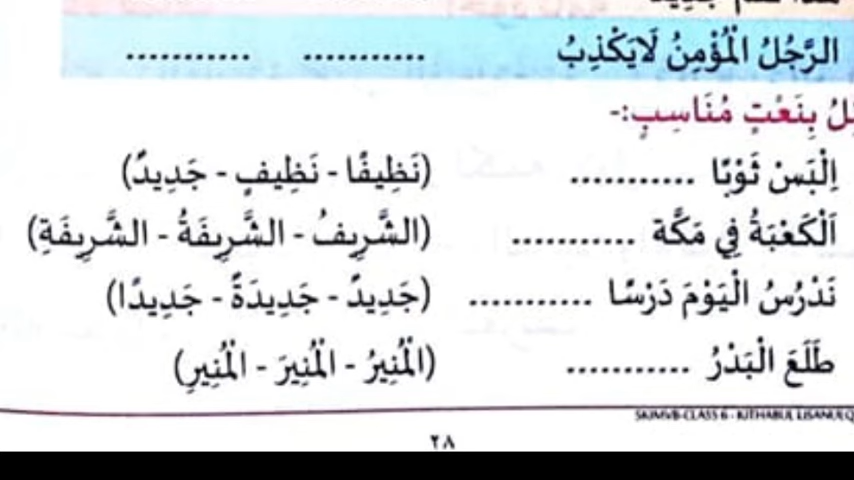 الرَّجُلُ الْمُؤْمِنُ لَايَكْذِبُ ........... ...........
بِنَعْتٍ مُنَاسِبٍ:-
اِلْبَسْ ثَوْبًا ........... (نَظِيفًا - نَظِيفٍ - جَدِيدٌ)
اَلْكَعْبَةُ فِي مَكَّةَ ........... (الشَّرِيفُ - الشَّرِيفَةُ - الشَّرِيفَةِ)
نَدْرُسُ الْيَوْمَ دَرْسًا ........... (جَدِيدٌ - جَدِيدَةً - جَدِيدًا)
طَلَعَ الْبَدْرُ ........... (الْمُنِيرُ - الْمُنِيرَ - الْمُنِيرِ)
SKIMVB-CLASS 6 - KITHABUL LISANUL
٢٨